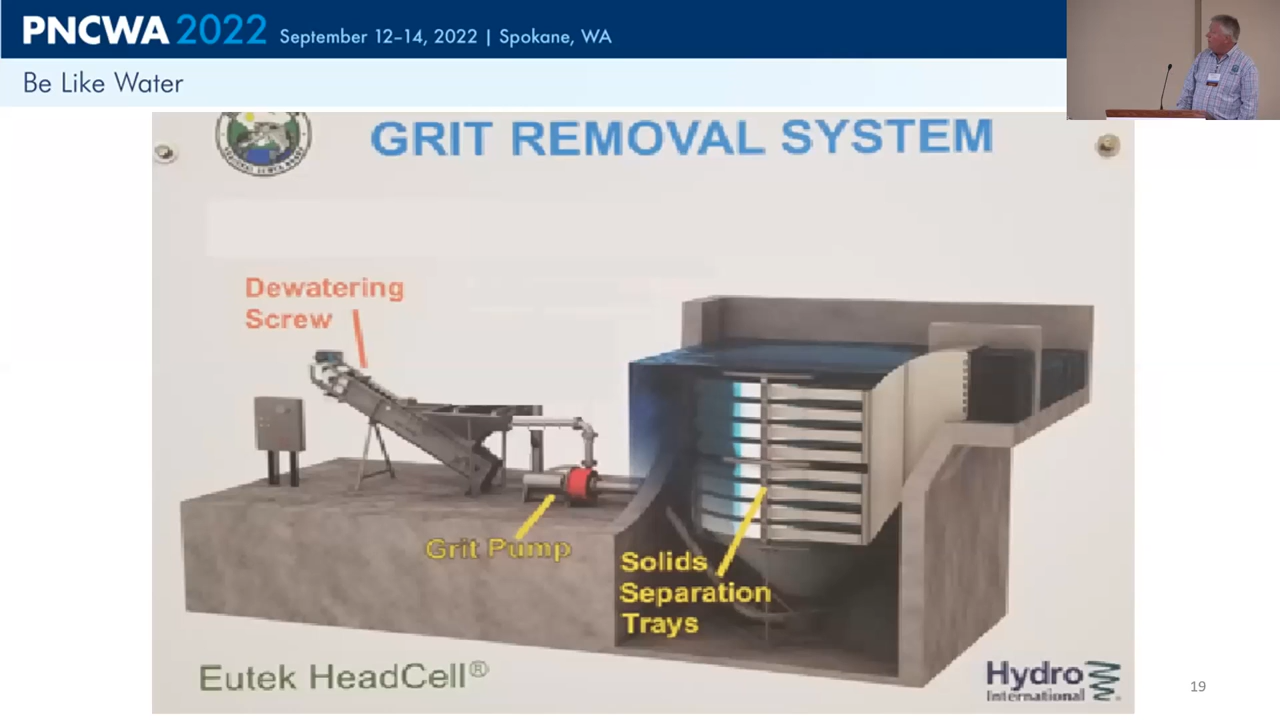 PNCWA 2022 September 12–14, 2022 | Spokane, WA
Be Like Water
GRIT REMOVAL SYSTEM
Dewatering
Screw
Grit Pump
Solids
Separation
Trays
Eutek HeadCell®
Hydro
International
19